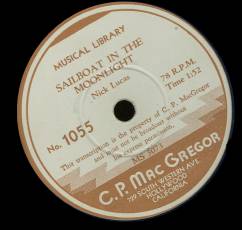 MUSICAL LIBRARY
SAILBOAT IN THE
MOONLIGHT
Nick Lucas
78 R.P.M.
Time 1:52
No. 1055
This transcription is the property of C. P. MacGregor
and must not be broadcast without
his express permission.
MS 5071
C.P. MAC GREGOR
729 SOUTH WESTERN AVE
HOLLYWOOD
CALIFORNIA